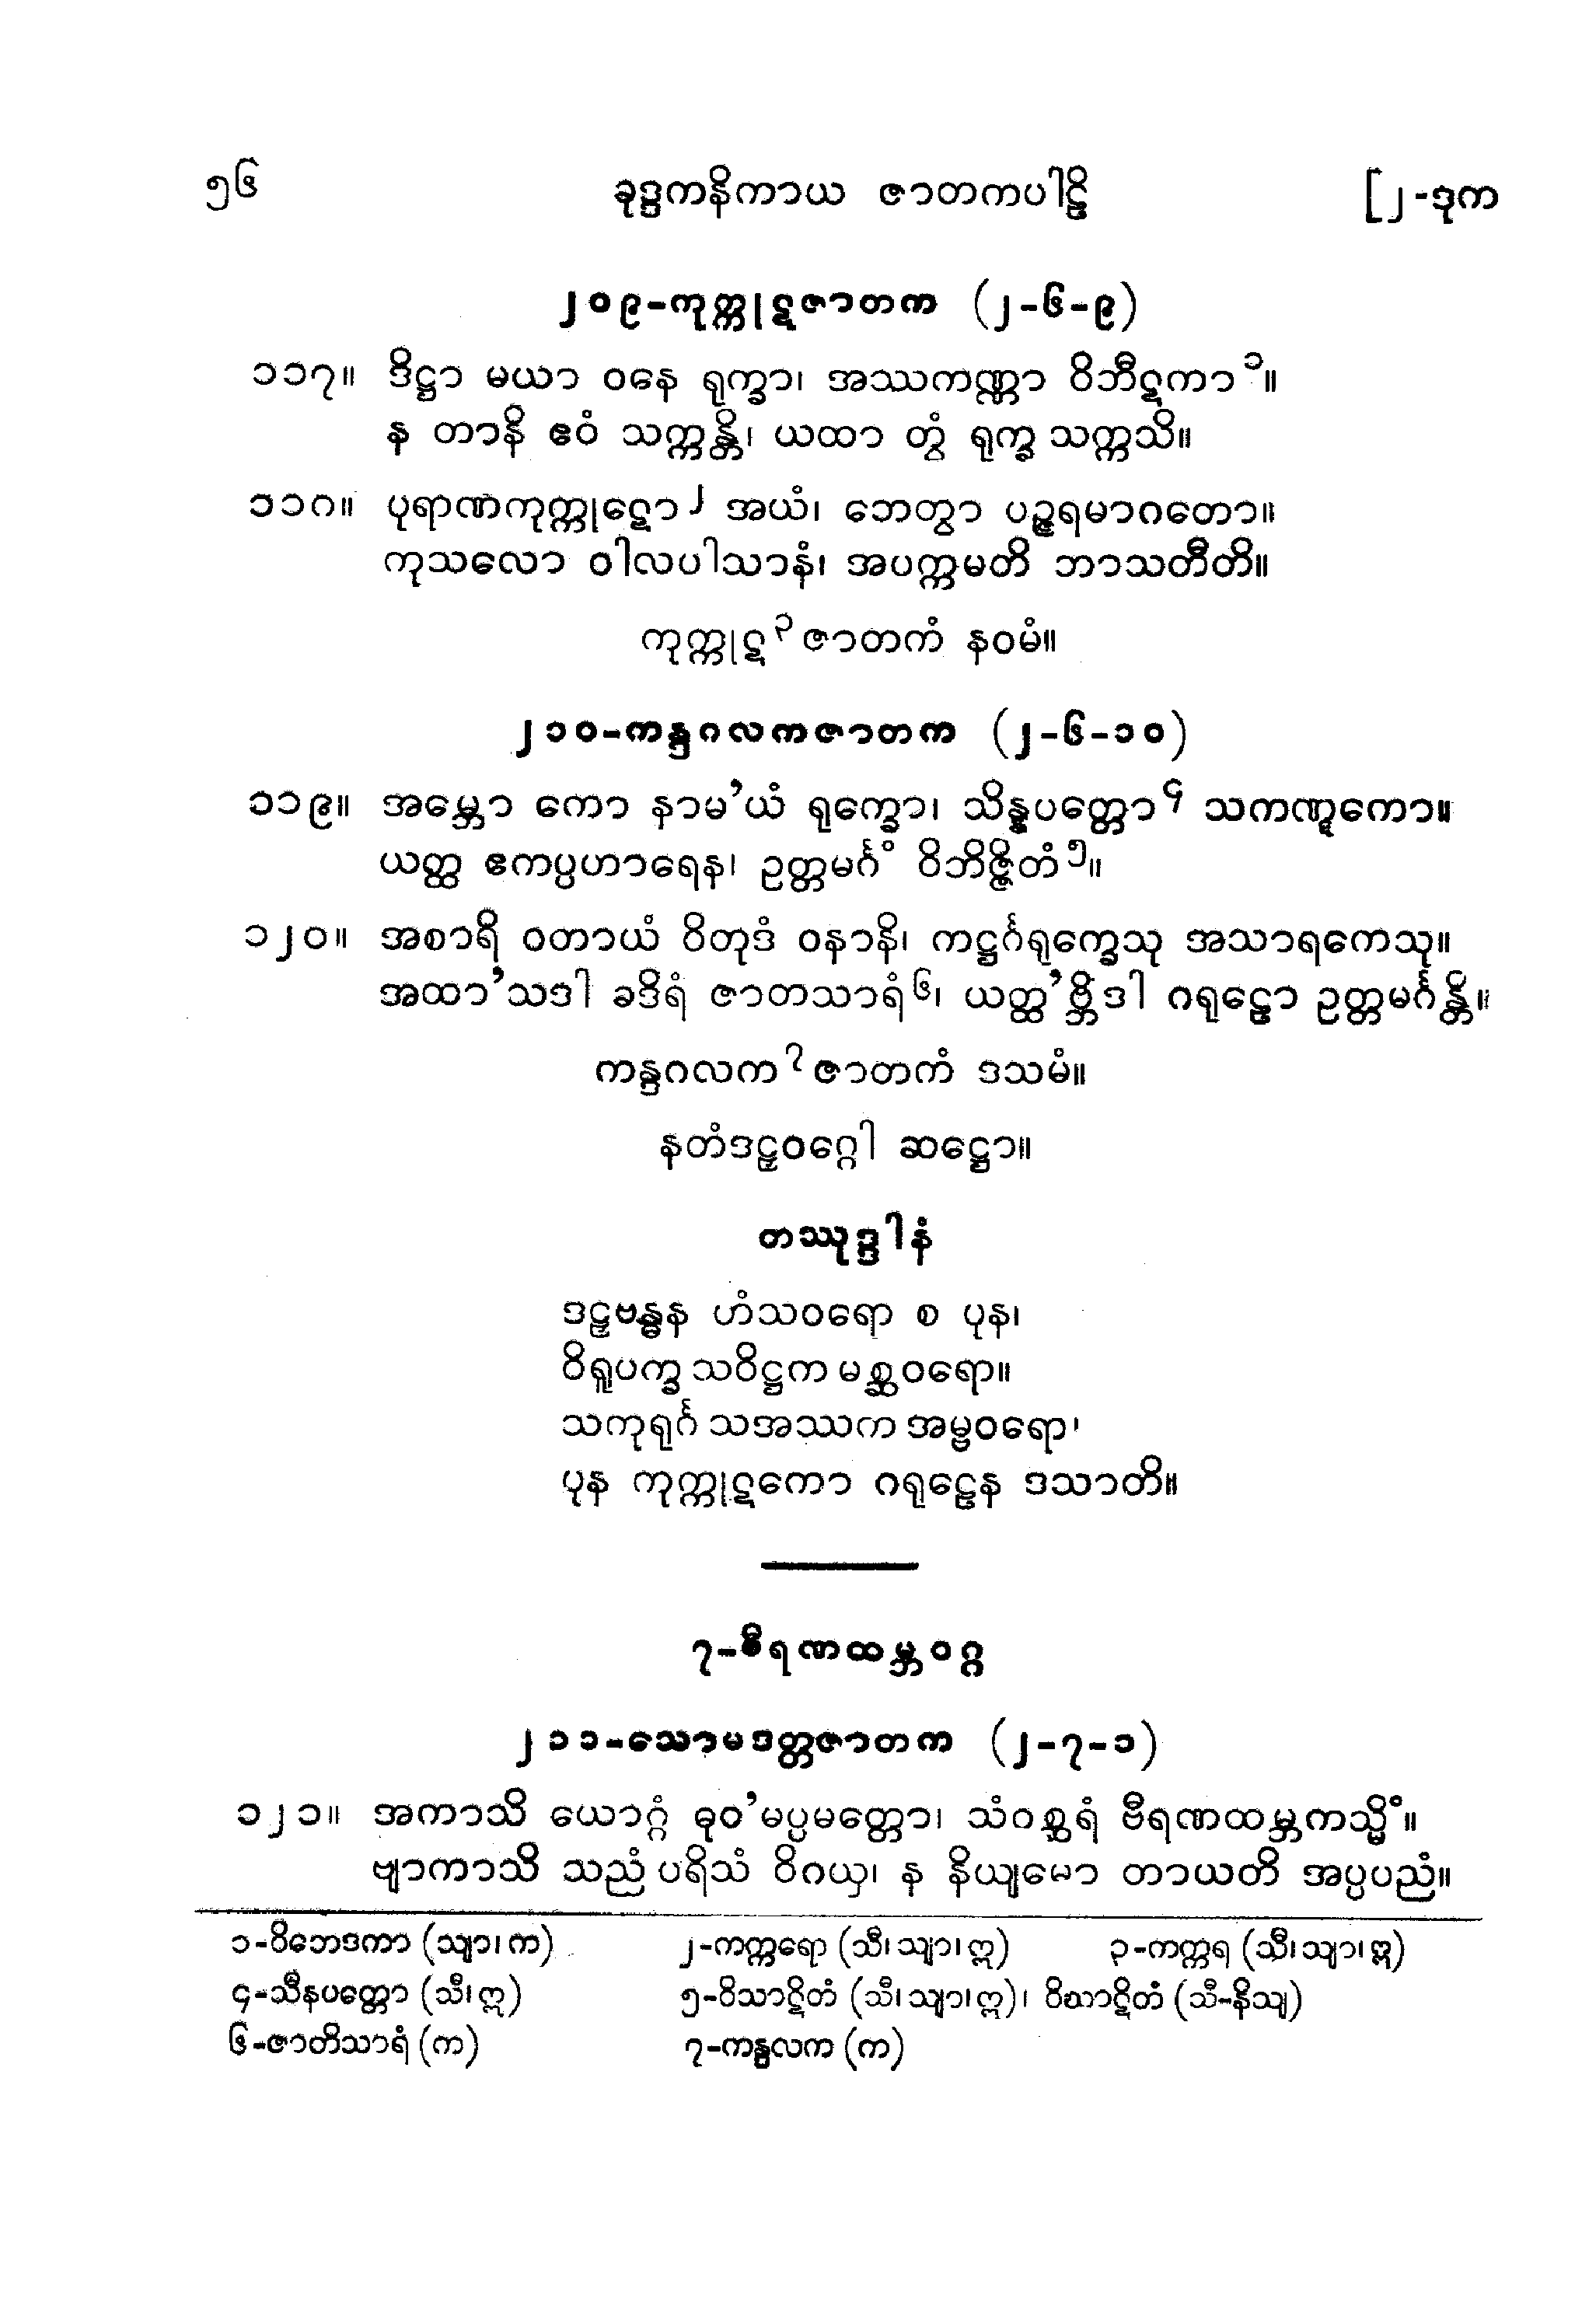 ၅၆ ခုဒ္ဒကနိကာယ ဇာတကပါဠိ [၂-ဒုက
၂၀၉-ကုက္ကုဋဇာတက (၂-၆-၉)
၁၁၇။ ဒိဋ္ဌာ မယာ ဝနေ ရုက္ခာ၊ အဿကဏ္ဏာ ဝိဘီဋကာ၁။
န တာနိ ဧဝံ သက္ကန္တိ၊ ယထာ တွံ ရုက္ခ သက္ကသိ။
၁၁၈။ ပုရာဏကုက္ကုဋော၂ အယံ၊ ဘေတွာ ပဉ္ဇရမာဂတော။
ကုသလော ဝါလပါသာနံ၊ အပက္ကမတိ ဘာသတီတိ။
ကုက္ကုဋ၃ဇာတကံ နဝမံ။
၂၁၀-ကန္ဒဂလကဇာတက (၂-၆-၁၀)
၁၁၉။ အမ္ဘော ကော နာမ’ယံ ရုက္ခော၊ သိန္နပတ္တော၄ သကဏ္ဋကော။
ယတ္ထ ဧကပ္ပဟာရေန၊ ဥတ္တမင်္ဂံ ဝိဘိဇ္ဇိတံ၅။
၁၂၀။ အစာရိ ဝတာယံ ဝိတုဒံ ဝနာနိ၊ ကဋ္ဌင်္ဂရုက္ခေသု အသာရကေသု။
အထာ’သဒါ ခဒိရံ ဇာတသာရံ၆၊ ယတ္ထ’ဗ္ဘိဒါ ဂရုဠော ဥတ္တမင်္ဂန္တိ။
ကန္ဒဂလက၇ဇာတကံ ဒသမံ။
နတံဒဠှဝဂ္ဂေါ ဆဋ္ဌော။
တဿုဒ္ဒါနံ
ဒဠှဗန္ဓန ဟံသဝရော စ ပုန၊
ဝိရူပက္ခ သဝိဋ္ဌက မစ္ဆဝရော။
သကုရုင်္ဂ သအဿက အမ္ဗဝရော၊
ပုန ကုက္ကုဋကော ဂရုဠေန ဒသာတိ။
၇-ဗီရဏထမ္ဘဝဂ္ဂ
၂၁၁-သောမဒတ္တဇာတက (၂-၇-၁)
၁၂၁။ အကာသိ ယောဂ္ဂံ ဓုဝ’မပ္ပမတ္တော၊ သံဝစ္ဆရံ ဗီရဏထမ္ဘကသ္မိံ။
ဗျာကာသိ သညံ ပရိသံ ဝိဂယှ၊ န နိယျမော တာယတိ အပ္ပပညံ။
၁-ဝိဘေဒကာ (သျာ၊က) ၂-ကက္ကရော (သီ၊သျာ၊ဣ) ၃-ကက္ကရ (သီ၊သျာ၊ဣ)
၄-သီနပတ္တော (သီ၊ဣ) ၅-ဝိသာဋိတံ (သီ၊သျာ၊ဣ)၊ ဝိဃာဋိတံ (သီ-နိသျ)
၆-ဇာတိသာရံ (က) ၇-ကန္ဒလက (က)